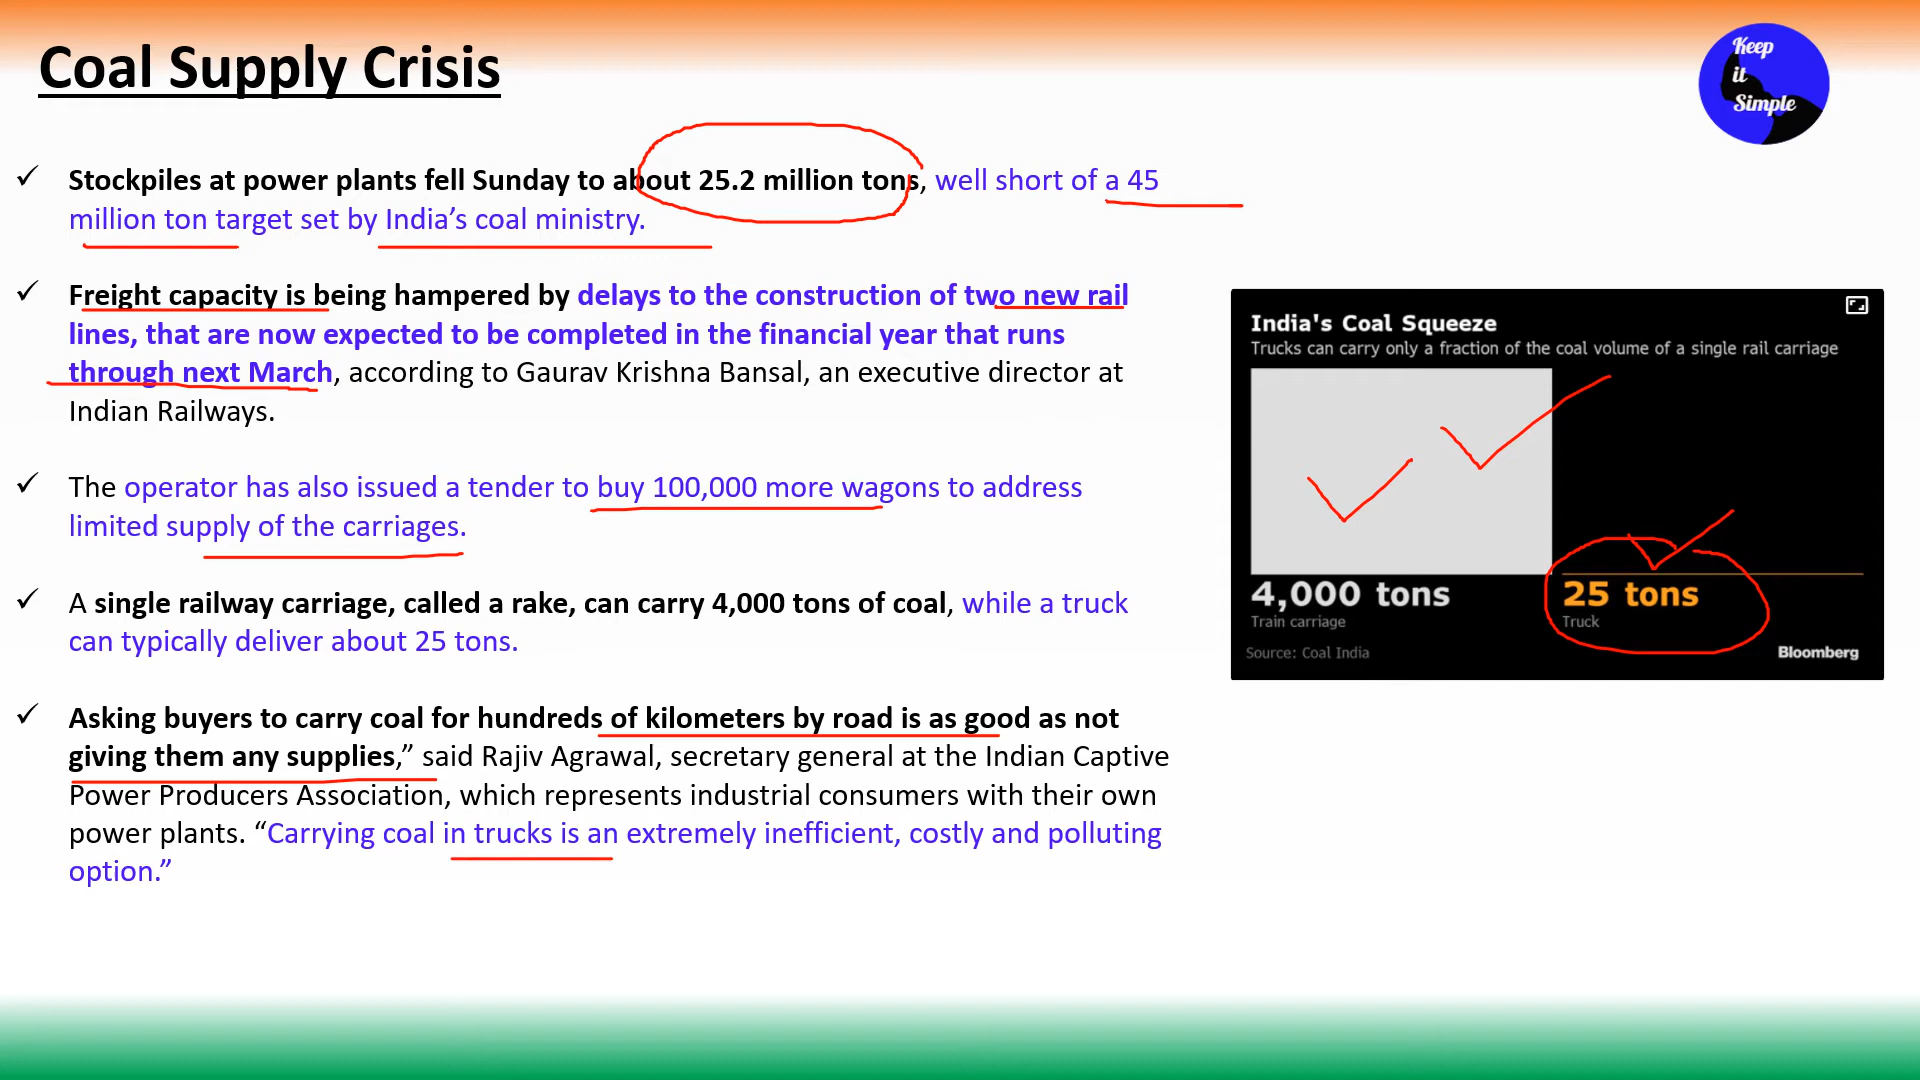 Coal Supply Crisis
Keep
it
Simple
✓ Stockpiles at power plants fell Sunday to about 25.2 million tons, well short of a 45
million ton target set by India’s coal ministry.
✓ Freight capacity is being hampered by delays to the construction of two new rail
lines, that are now expected to be completed in the financial year that runs
through next March, according to Gaurav Krishna Bansal, an executive director at
Indian Railways.
✓ The operator has also issued a tender to buy 100,000 more wagons to address
limited supply of the carriages.
✓ A single railway carriage, called a rake, can carry 4,000 tons of coal, while a truck
can typically deliver about 25 tons.
✓ Asking buyers to carry coal for hundreds of kilometers by road is as good as not
giving them any supplies,” said Rajiv Agrawal, secretary general at the Indian Captive
Power Producers Association, which represents industrial consumers with their own
power plants. “Carrying coal in trucks is an extremely inefficient, costly and polluting
option.”
India's Coal Squeeze
Trucks can carry only a fraction of the coal volume of a single rail carriage
4,000 tons
Train carriage
25 tons
Truck
Source: Coal India
Bloomberg